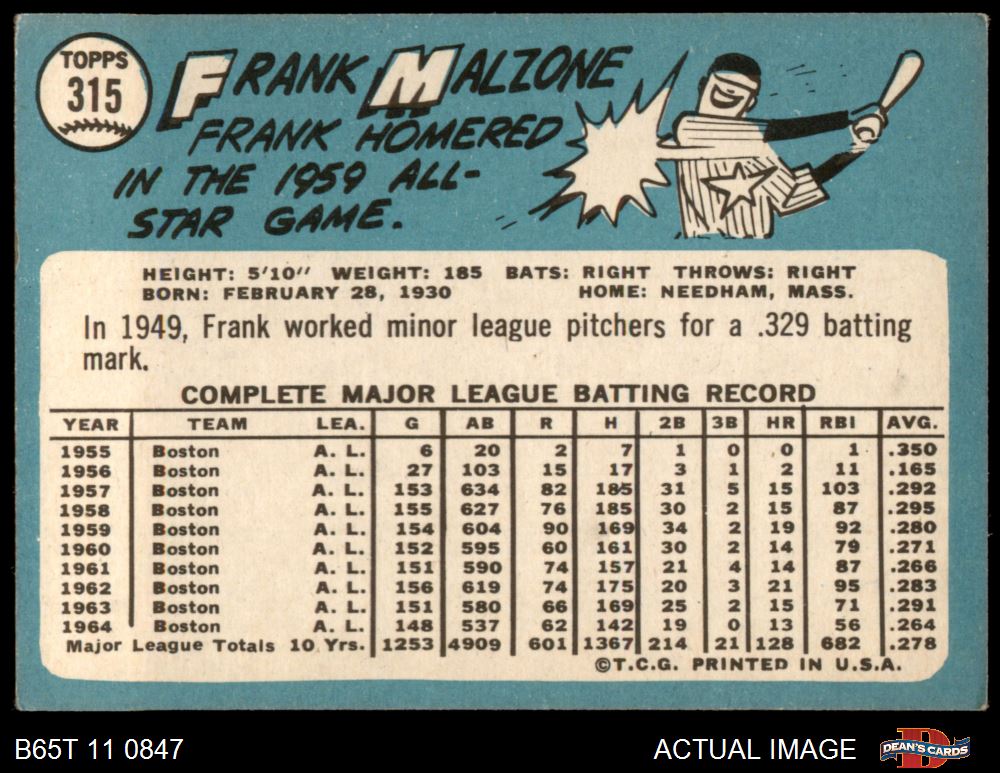 TOPPS
315
FRANK MALZONE
FRANK HOMERED
IN THE 1959 ALL-
STAR GAME.
HEIGHT: 5'10" WEIGHT: 185 BATS: RIGHT THROWS: RIGHT
BORN: FEBRUARY 28, 1930 HOME: NEEDHAM, MASS.
In 1949, Frank worked minor league pitchers for a .329 batting
mark.
COMPLETE MAJOR LEAGUE BATTING RECORD
YEAR TEAM LEA. G AB R H 2B 3B HR RBI AVG.
1955 Boston A. L. 6 20 2 7 1 0 0 1 .350
1956 Boston A. L. 27 103 15 17 3 1 2 11 .165
1957 Boston A. L. 153 634 82 185 31 5 15 103 .292
1958 Boston A. L. 155 627 76 185 30 2 15 87 .295
1959 Boston A. L. 154 604 90 169 34 2 19 92 .280
1960 Boston A. L. 152 595 60 161 30 2 14 79 .271
1961 Boston A. L. 151 590 74 157 21 4 14 87 .266
1962 Boston A. L. 156 619 74 175 20 3 21 95 .283
1963 Boston A. L. 151 580 66 169 25 2 15 71 .291
1964 Boston A. L. 148 537 62 142 19 0 13 56 .264
Major League Totals 10 Yrs. 1253 4909 601 1367 214 21 128 682 .278
©T.C.G. PRINTED IN U.S.A.
B65T 11 0847 ACTUAL IMAGE DEAN'S CARDS